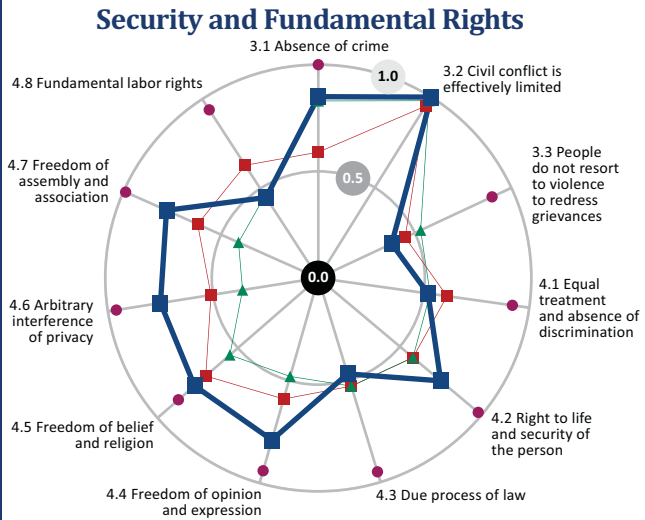 Security and Fundamental Rights
3.1 Absence of crime
1.0
3.2 Civil conflict is
effectively limited
4.8 Fundamental labor rights
0.5
3.3 People
do not resort
to violence
to redress
grievances
4.7 Freedom of
assembly and
association
0.0
4.1 Equal
treatment
and absence of
discrimination
4.6 Arbitrary
interference
of privacy
4.2 Right to life
and security of
the person
4.5 Freedom of belief
and religion
4.4 Freedom of opinion
and expression
4.3 Due process of law